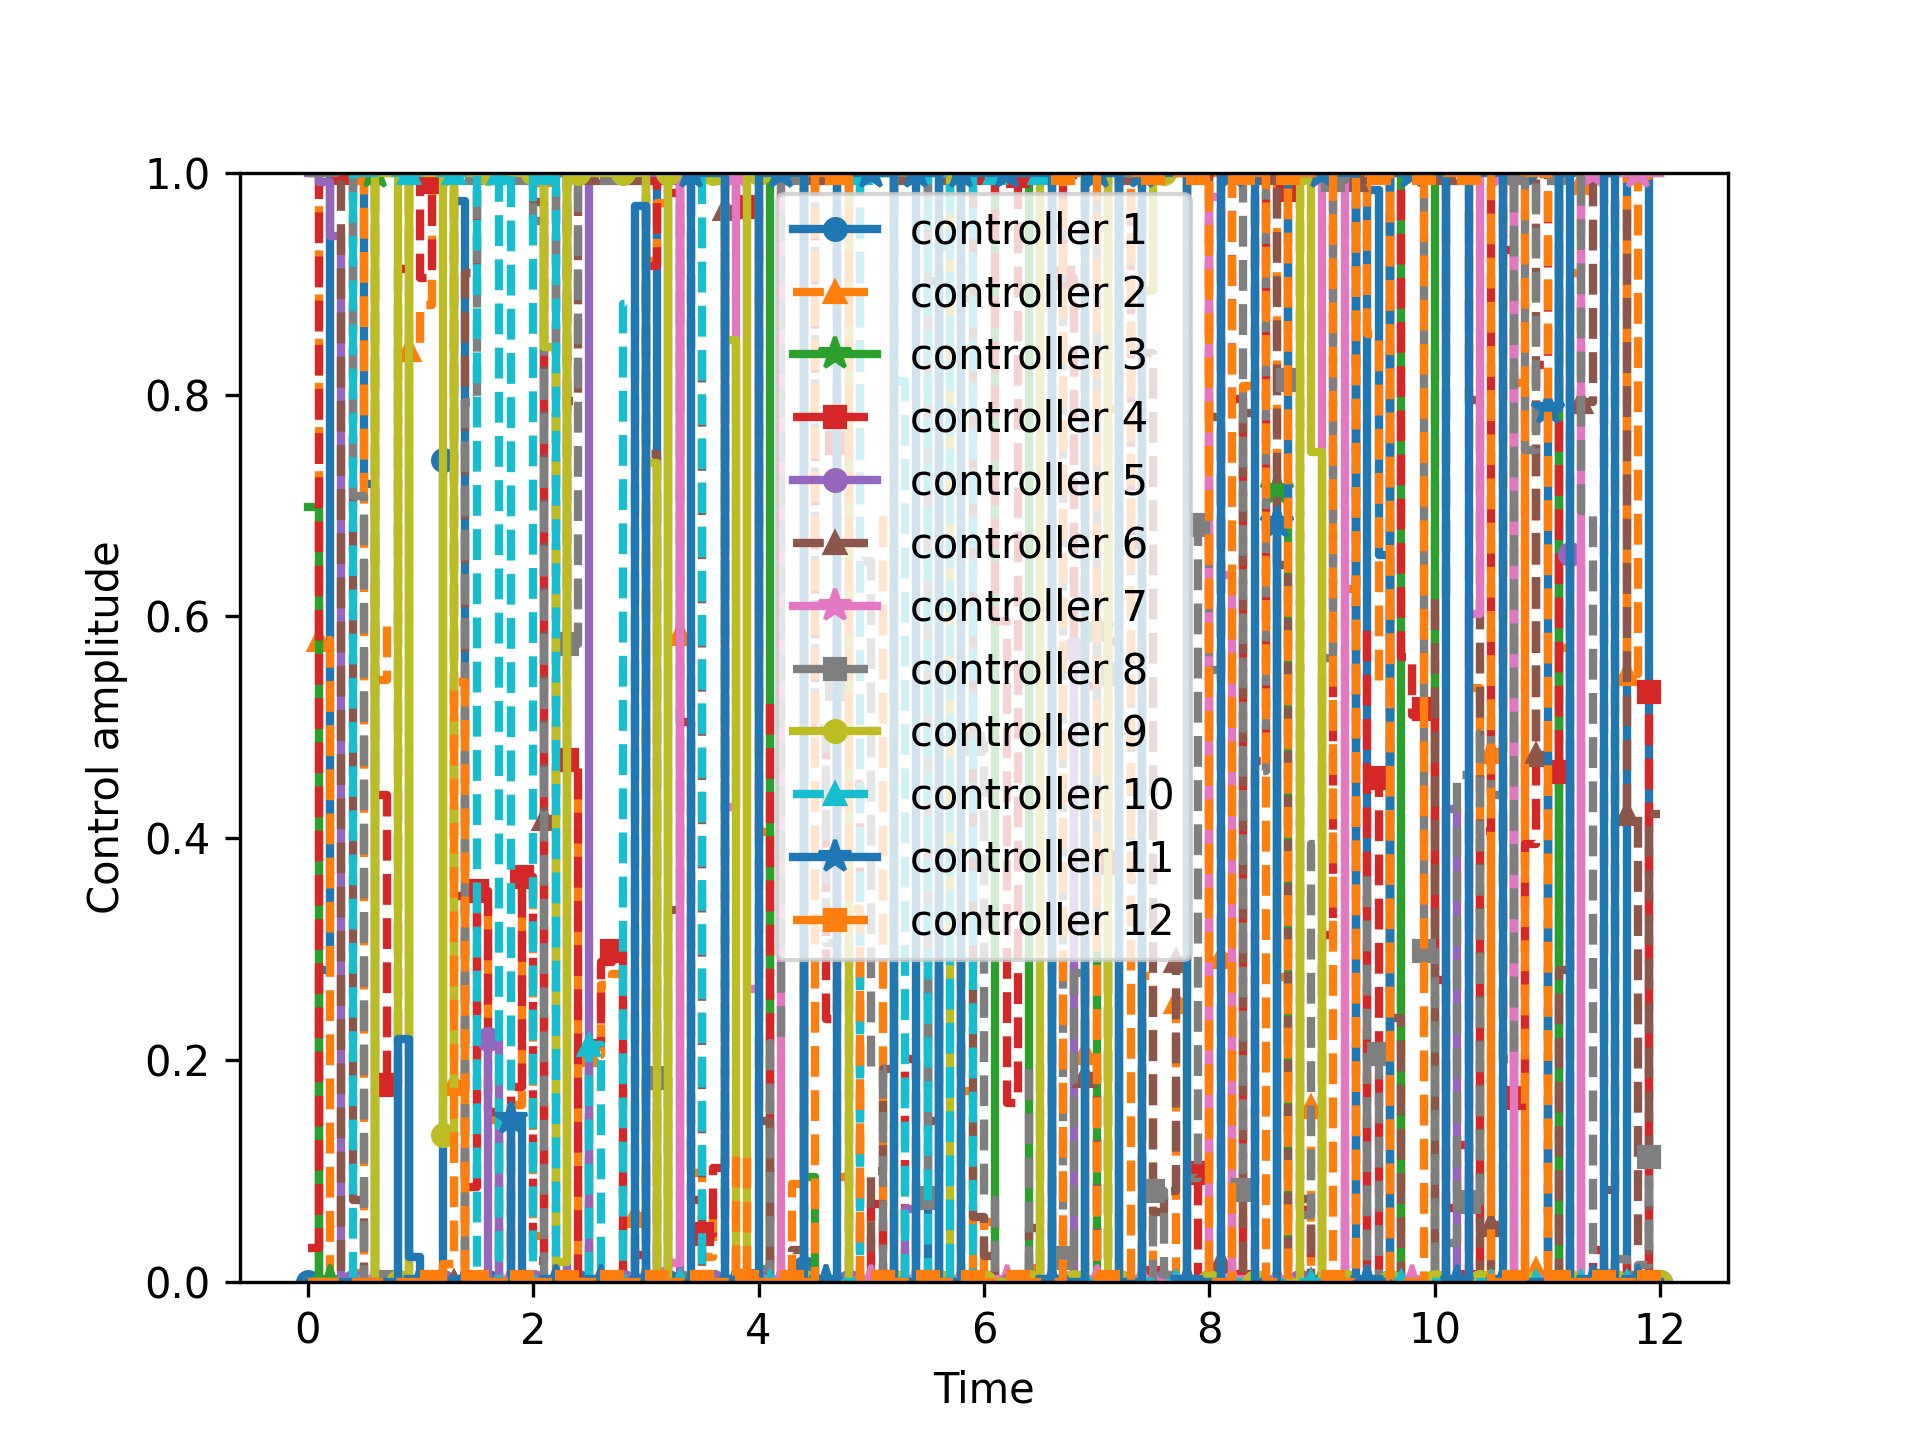 1.0
0.8
0.6
0.4
0.2
0.0
Control amplitude
controller 1
controller 2
controller 3
controller 4
controller 5
controller 6
controller 7
controller 8
controller 9
controller 10
controller 11
controller 12
0 2 4 6 8 10 12
Time